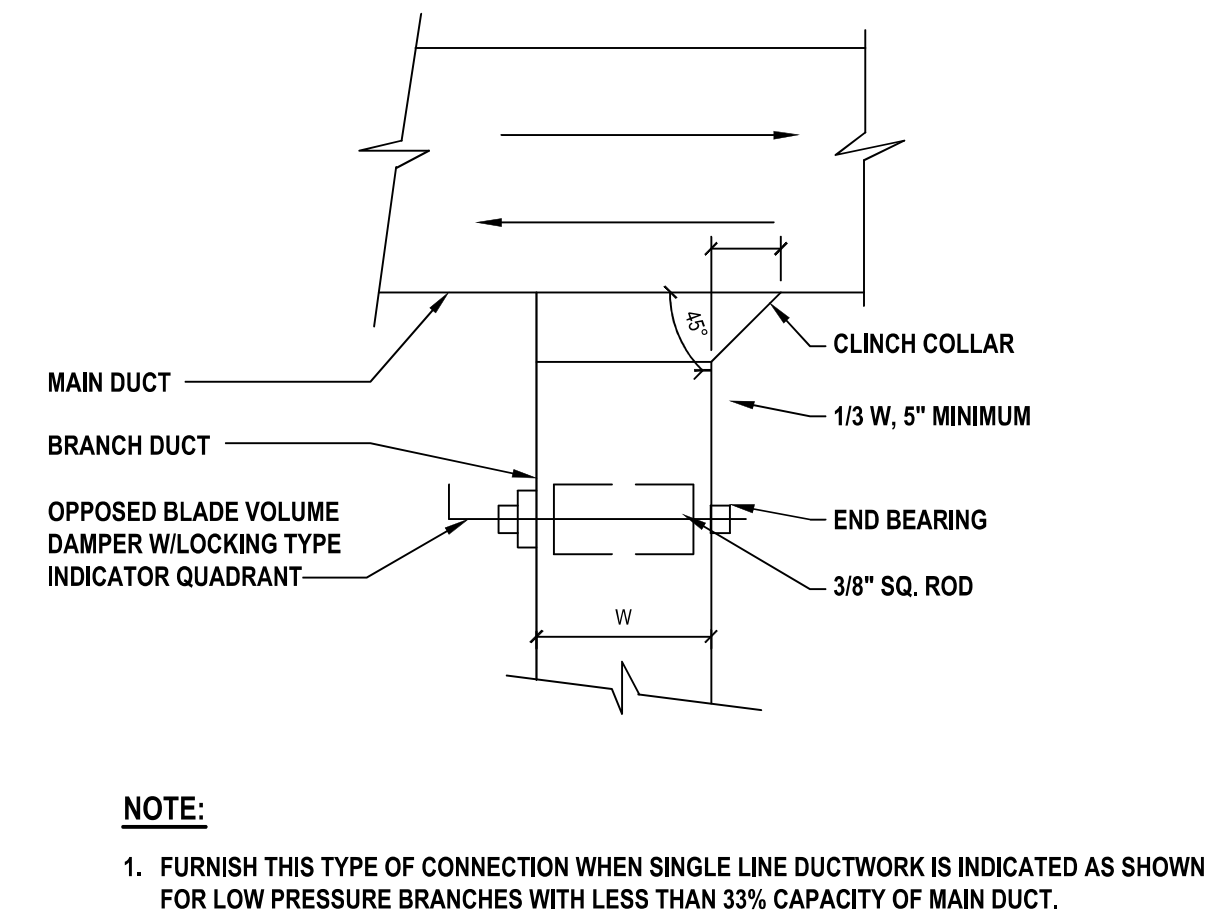 45°
CLINCH COLLAR
MAIN DUCT
1/3 W, 5" MINIMUM
BRANCH DUCT
OPPOSED BLADE VOLUME
DAMPER W/LOCKING TYPE
INDICATOR QUADRANT
END BEARING
3/8" SQ. ROD
W
NOTE:
1. FURNISH THIS TYPE OF CONNECTION WHEN SINGLE LINE DUCTWORK IS INDICATED AS SHOWN
FOR LOW PRESSURE BRANCHES WITH LESS THAN 33% CAPACITY OF MAIN DUCT.